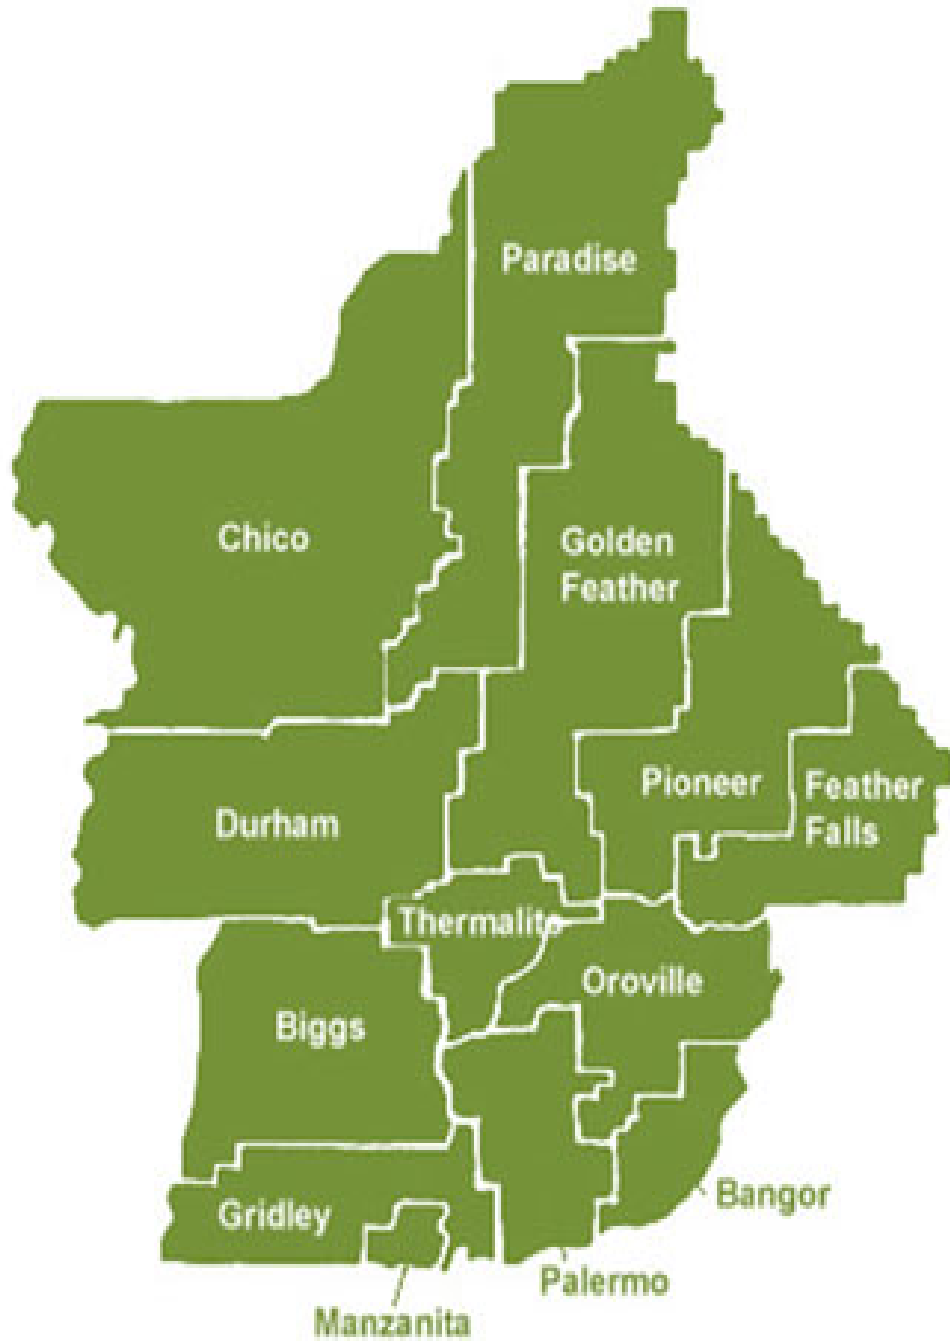 Paradise
Chico
Golden
Feather
Pioneer
Feather
Falls
Durham
Thermalito
Oroville
Biggs
Bangor
Gridley
Palermo
Manzanita